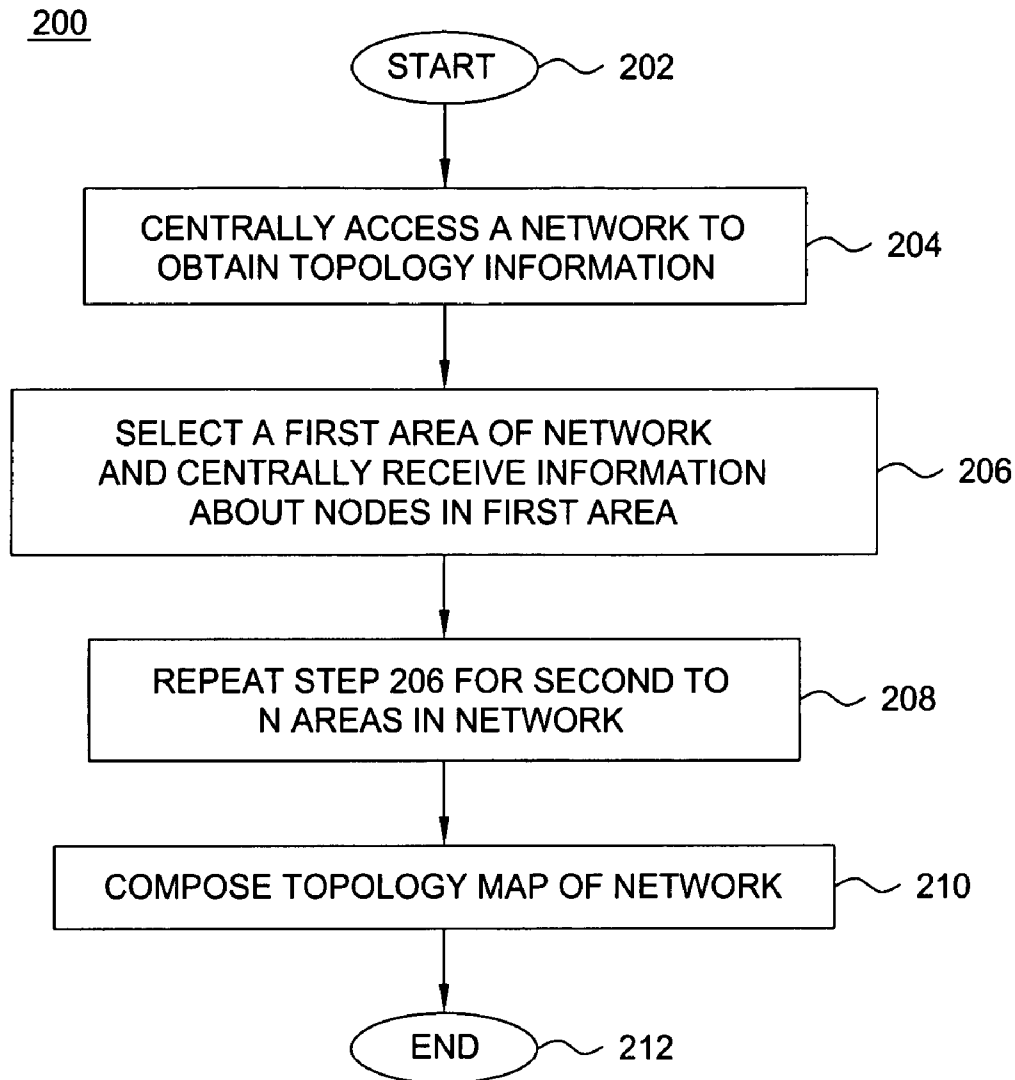 200
START 202
CENTRALLY ACCESS A NETWORK TO
OBTAIN TOPOLOGY INFORMATION
204
SELECT A FIRST AREA OF NETWORK
AND CENTRALLY RECEIVE INFORMATION
ABOUT NODES IN FIRST AREA
206
REPEAT STEP 206 FOR SECOND TO
N AREAS IN NETWORK
208
COMPOSE TOPOLOGY MAP OF NETWORK 210
END 212